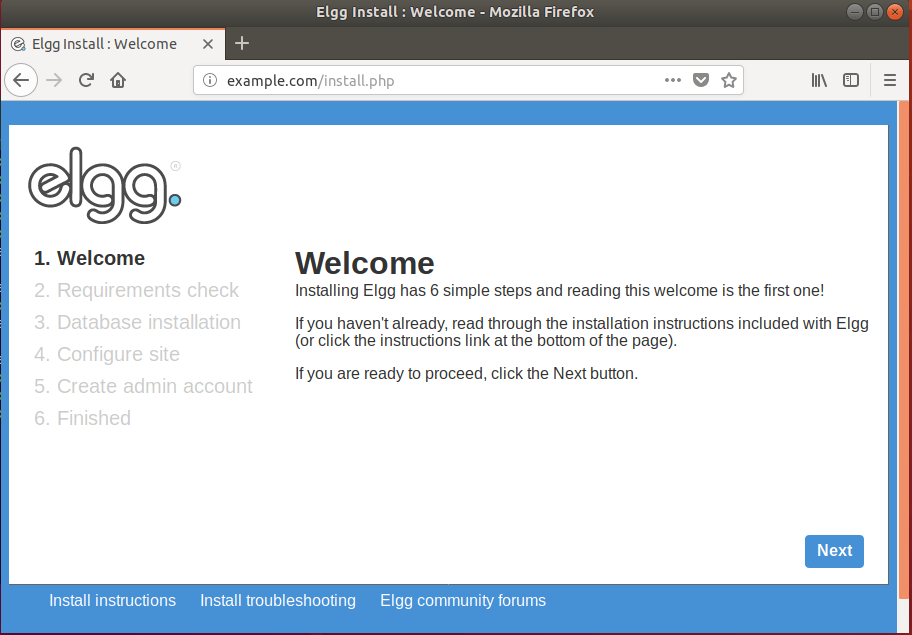 Elgg Install : Welcome - Mozilla Firefox
Elgg Install : Welcome
example.com/install.php
elgg.®
1. Welcome
2. Requirements check
3. Database installation
4. Configure site
5. Create admin account
6. Finished
Welcome
Installing Elgg has 6 simple steps and reading this welcome is the first one!
If you haven't already, read through the installation instructions included with Elgg
(or click the instructions link at the bottom of the page).
If you are ready to proceed, click the Next button.
Next
Install instructions Install troubleshooting Elgg community forums